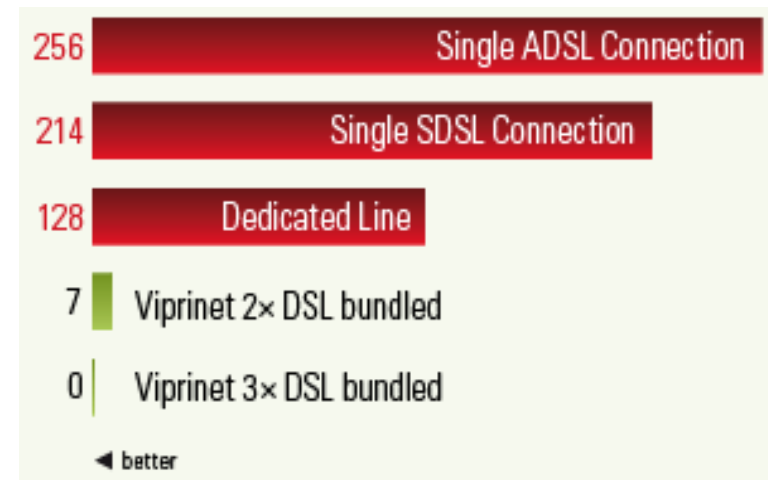 256 Single ADSL Connection
214 Single SDSL Connection
128 Dedicated Line
7 Viprinet 2× DSL bundled
0 Viprinet 3× DSL bundled
◄ better